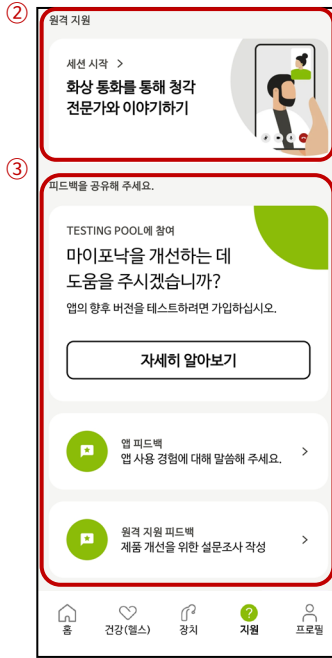 ②
원격 지원
세션 시작 >
화상 통화를 통해 청각
전문가와 이야기하기
③
피드백을 공유해 주세요.
TESTING POOL에 참여
마이포낙을 개선하는 데
도움을 주시겠습니까?
앱의 향후 버전을 테스트하려면 가입하십시오.
자세히 알아보기
앱 피드백
앱 사용 경험에 대해 말씀해 주세요.
원격 지원 피드백
제품 개선을 위한 설문조사 작성
홈 건강(헬스) 장치 지원 프로필